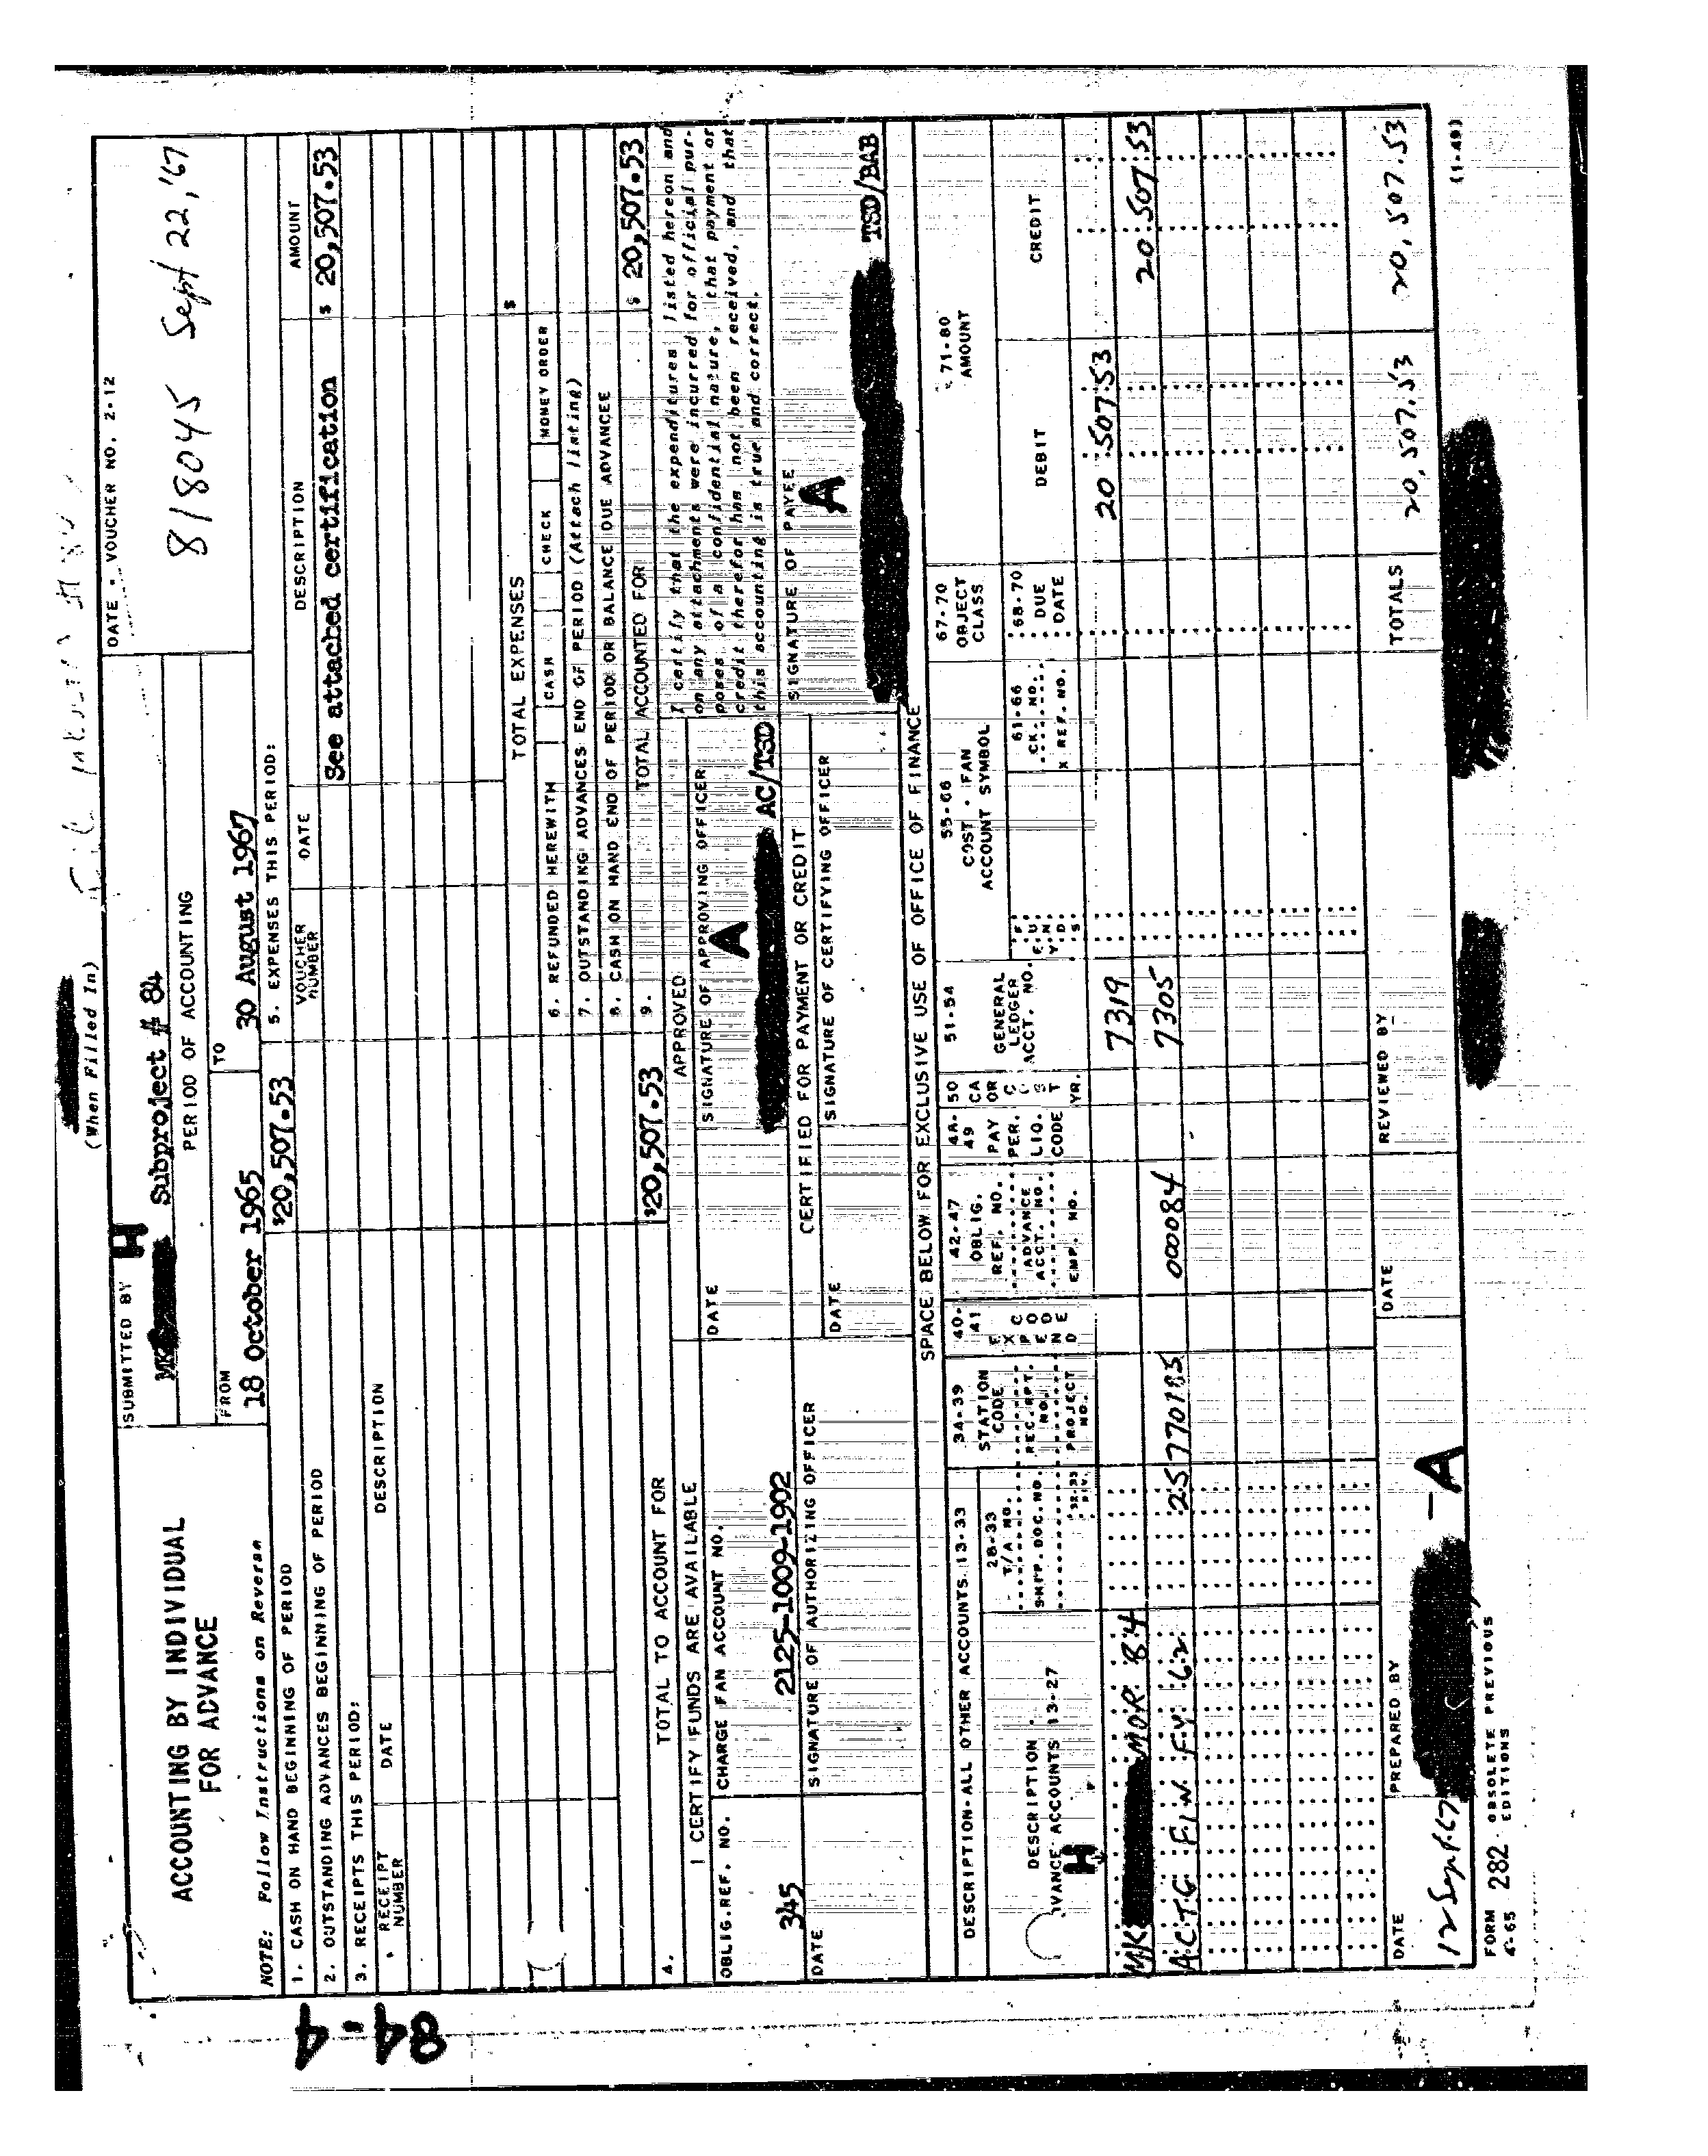 (When Filled In)
ACCOUNTING BY INDIVIDUAL
FOR ADVANCE
NOTE: Follow Instructions on Reverse
SUBMITTED BY
H
MK Subproject # 84
PERIOD OF ACCOUNTING
FROM
18 October 1965
TO
30 August 1967
DATE - VOUCHER NO. 2-12
818045 Sept 22, '67
1. CASH ON HAND BEGINNING OF PERIOD
$20,507.53
2. OUTSTANDING ADVANCES BEGINNING OF PERIOD
3. RECEIPTS THIS PERIOD:
RECEIPT NUMBER
DATE
DESCRIPTION
5. EXPENSES THIS PERIOD:
VOUCHER NUMBER
DATE
DESCRIPTION
AMOUNT
See attached certification $ 20,507.53
TOTAL EXPENSES $
6. REFUNDED HEREWITH CASH CHECK MONEY ORDER
7. OUTSTANDING ADVANCES END OF PERIOD (Attach listing)
8. CASH ON HAND END OF PERIOD OR BALANCE DUE ADVANCEE
4. TOTAL TO ACCOUNT FOR $20,507.53
9. TOTAL ACCOUNTED FOR $ 20,507.53
I CERTIFY FUNDS ARE AVAILABLE
OBLIG.REF. NO.
345
CHARGE FAN ACCOUNT NO.
2125-1009-1902
DATE
SIGNATURE OF AUTHORIZING OFFICER
APPROVED
DATE
SIGNATURE OF APPROVING OFFICER
A
AC/TSD
CERTIFIED FOR PAYMENT OR CREDIT
DATE
SIGNATURE OF CERTIFYING OFFICER
I certify that the expenditures listed hereon and
on any attachments were incurred for official pur-
poses of a confidential nature, that payment or
credit therefor has not been received, and that
this accounting is true and correct.
SIGNATURE OF PAYEE
A
TSD/BAB
SPACE BELOW FOR EXCLUSIVE USE OF OFFICE OF FINANCE
DESCRIPTION-ALL OTHER ACCOUNTS 13-33
DESCRIPTION
VANCE ACCOUNTS 13-27
H
28-33
T/A NO.
SHIP.DOC.NO.
34-39
STATION CODE
REC.RPT. NO.
PROJECT NO.
40-41
42-47
OBLIG. REF. NO.
ADVANCE ACCT. NO.
EMP. NO.
48-49
PAY PER.
LIQ. CODE
50
CA OR
YR.
51-54
GENERAL LEDGER ACCT. NO.
55-66
COST - FAN
ACCOUNT SYMBOL
61-66
CK. NO.
X REF. NO.
67-70
OBJECT CLASS
68-70
DUE DATE
71-80
AMOUNT
DEBIT
CREDIT
MK MOR 84 7319 20 507 53
ACTG FIN FY 62 2577 0185 000084 7305 20 507 53
DATE
12 Sept 67
PREPARED BY
A
DATE
REVIEWED BY
TOTALS 20,507.53 20,507.53
FORM 4-65 282 OBSOLETE PREVIOUS EDITIONS
(1-49)
84-4